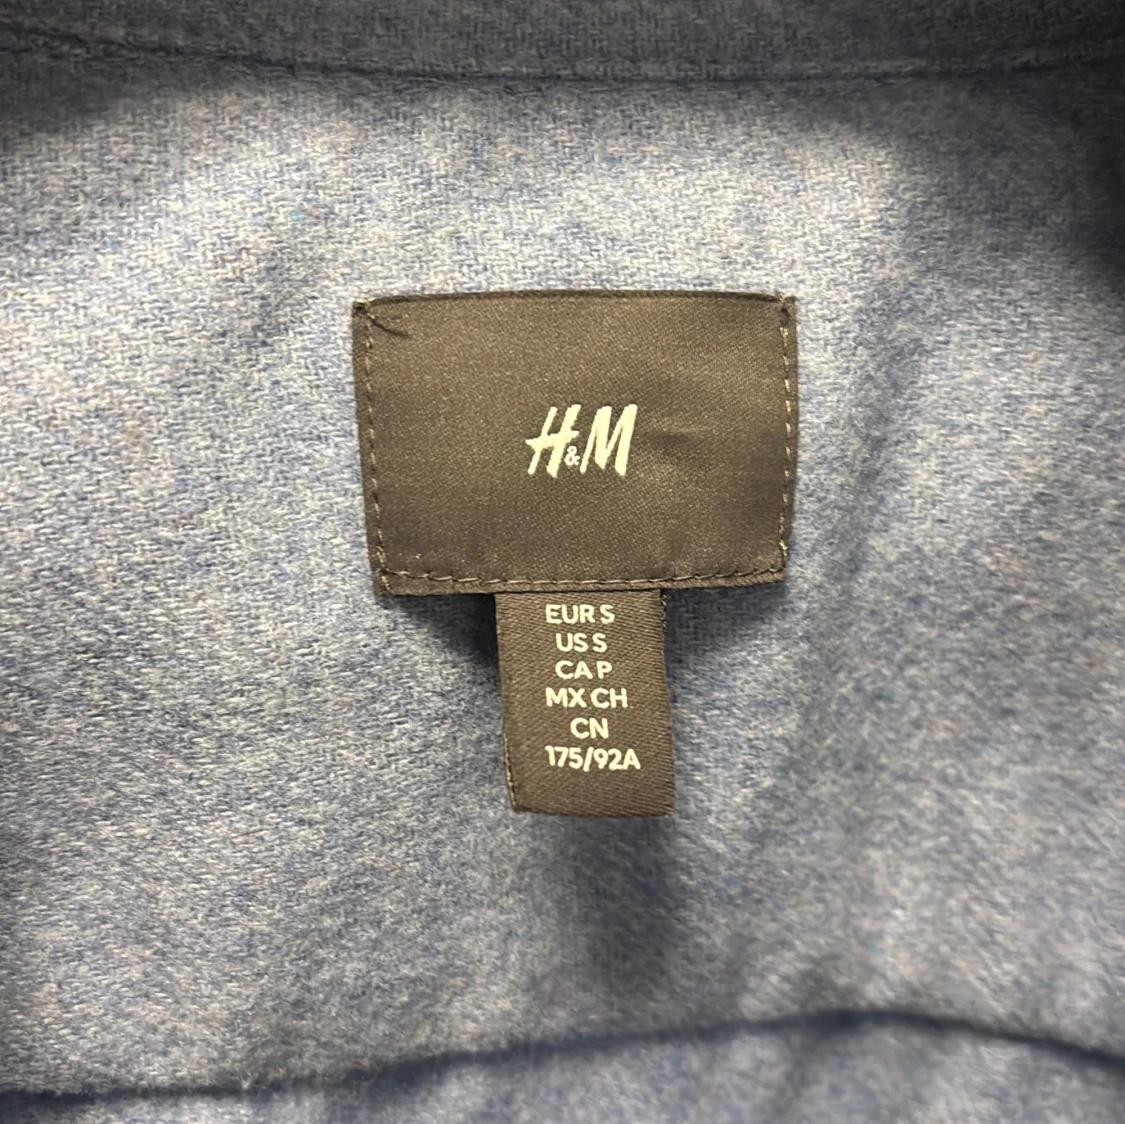 H&M
EUR S
US S
CA P
MX CH
CN
175/92A